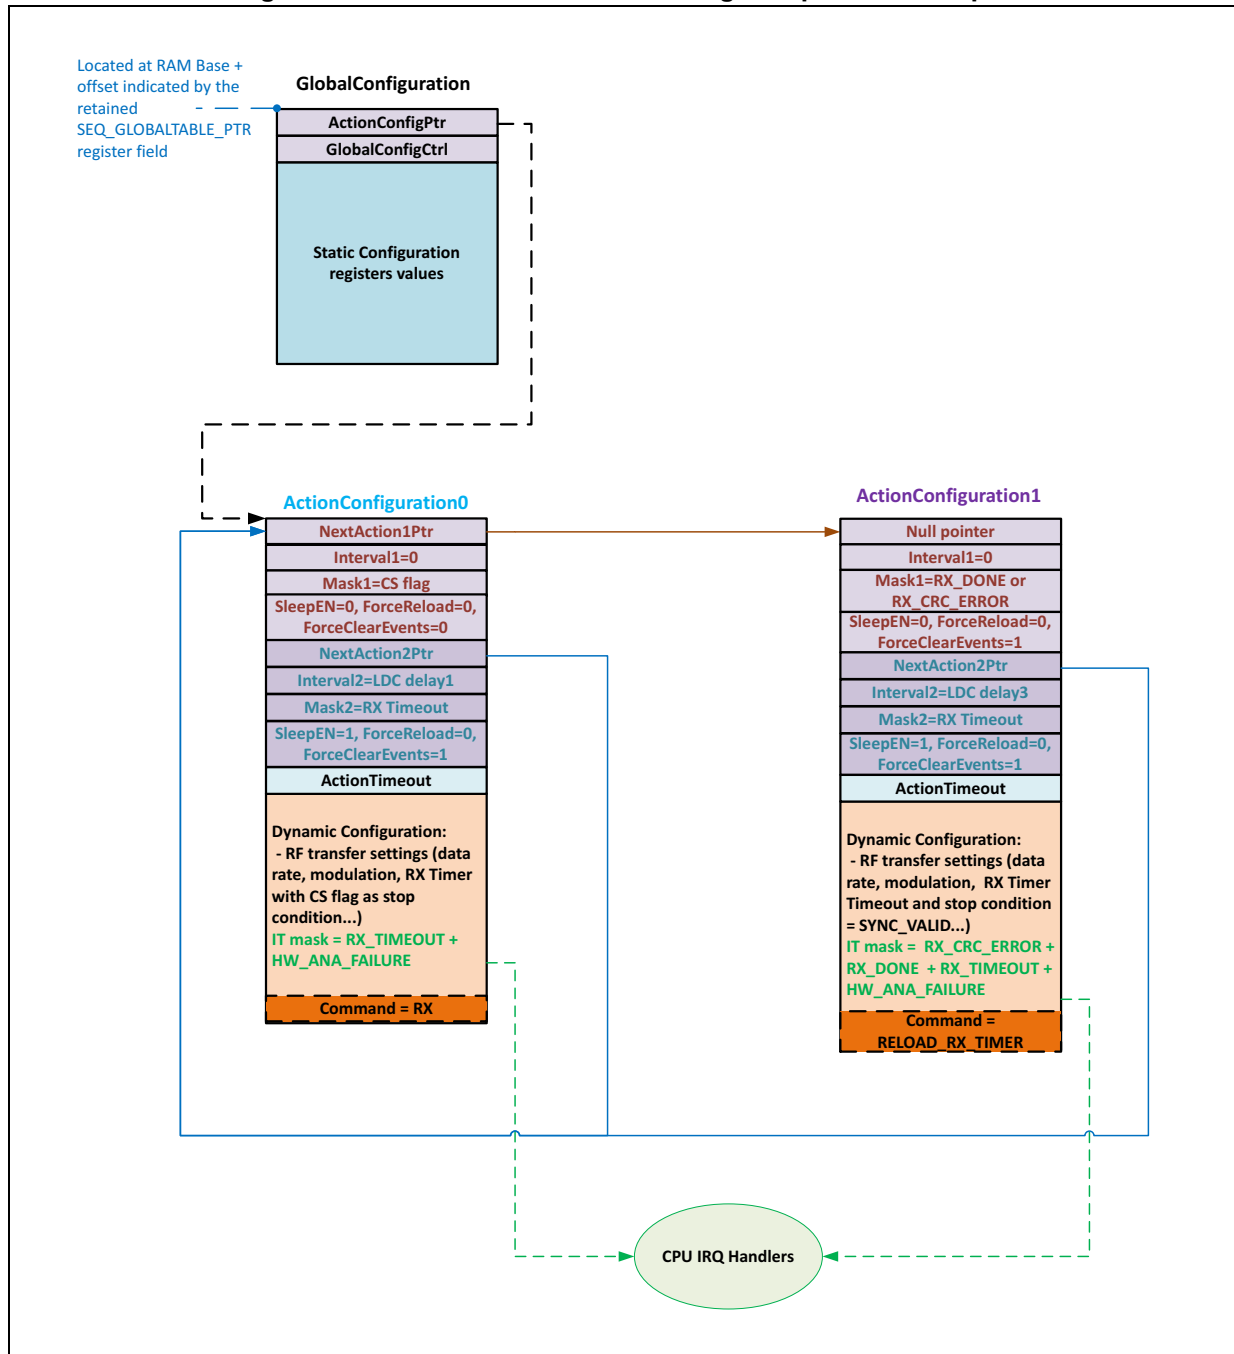 Located at RAM Base +
offset indicated by the
retained
SEQ_GLOBALTABLE_PTR
register field
GlobalConfiguration
ActionConfigPtr
GlobalConfigCtrl
Static Configuration
registers values
ActionConfiguration0
NextAction1Ptr
Interval1=0
Mask1=CS flag
SleepEN=0, ForceReload=0,
ForceClearEvents=0
NextAction2Ptr
Interval2=LDC delay1
Mask2=RX Timeout
SleepEN=1, ForceReload=0,
ForceClearEvents=1
ActionTimeout
Dynamic Configuration:
- RF transfer settings (data
rate, modulation, RX Timer
with CS flag as stop
condition...)
IT mask = RX_TIMEOUT +
HW_ANA_FAILURE
Command = RX
ActionConfiguration1
Null pointer
Interval1=0
Mask1=RX_DONE or
RX_CRC_ERROR
SleepEN=0, ForceReload=0,
ForceClearEvents=1
NextAction2Ptr
Interval2=LDC delay3
Mask2=RX Timeout
SleepEN=1, ForceReload=0,
ForceClearEvents=1
ActionTimeout
Dynamic Configuration:
- RF transfer settings (data
rate, modulation, RX Timer
Timeout and stop condition
= SYNC_VALID...)
IT mask = RX_CRC_ERROR +
RX_DONE + RX_TIMEOUT +
HW_ANA_FAILURE
Command =
RELOAD_RX_TIMER
CPU IRQ Handlers